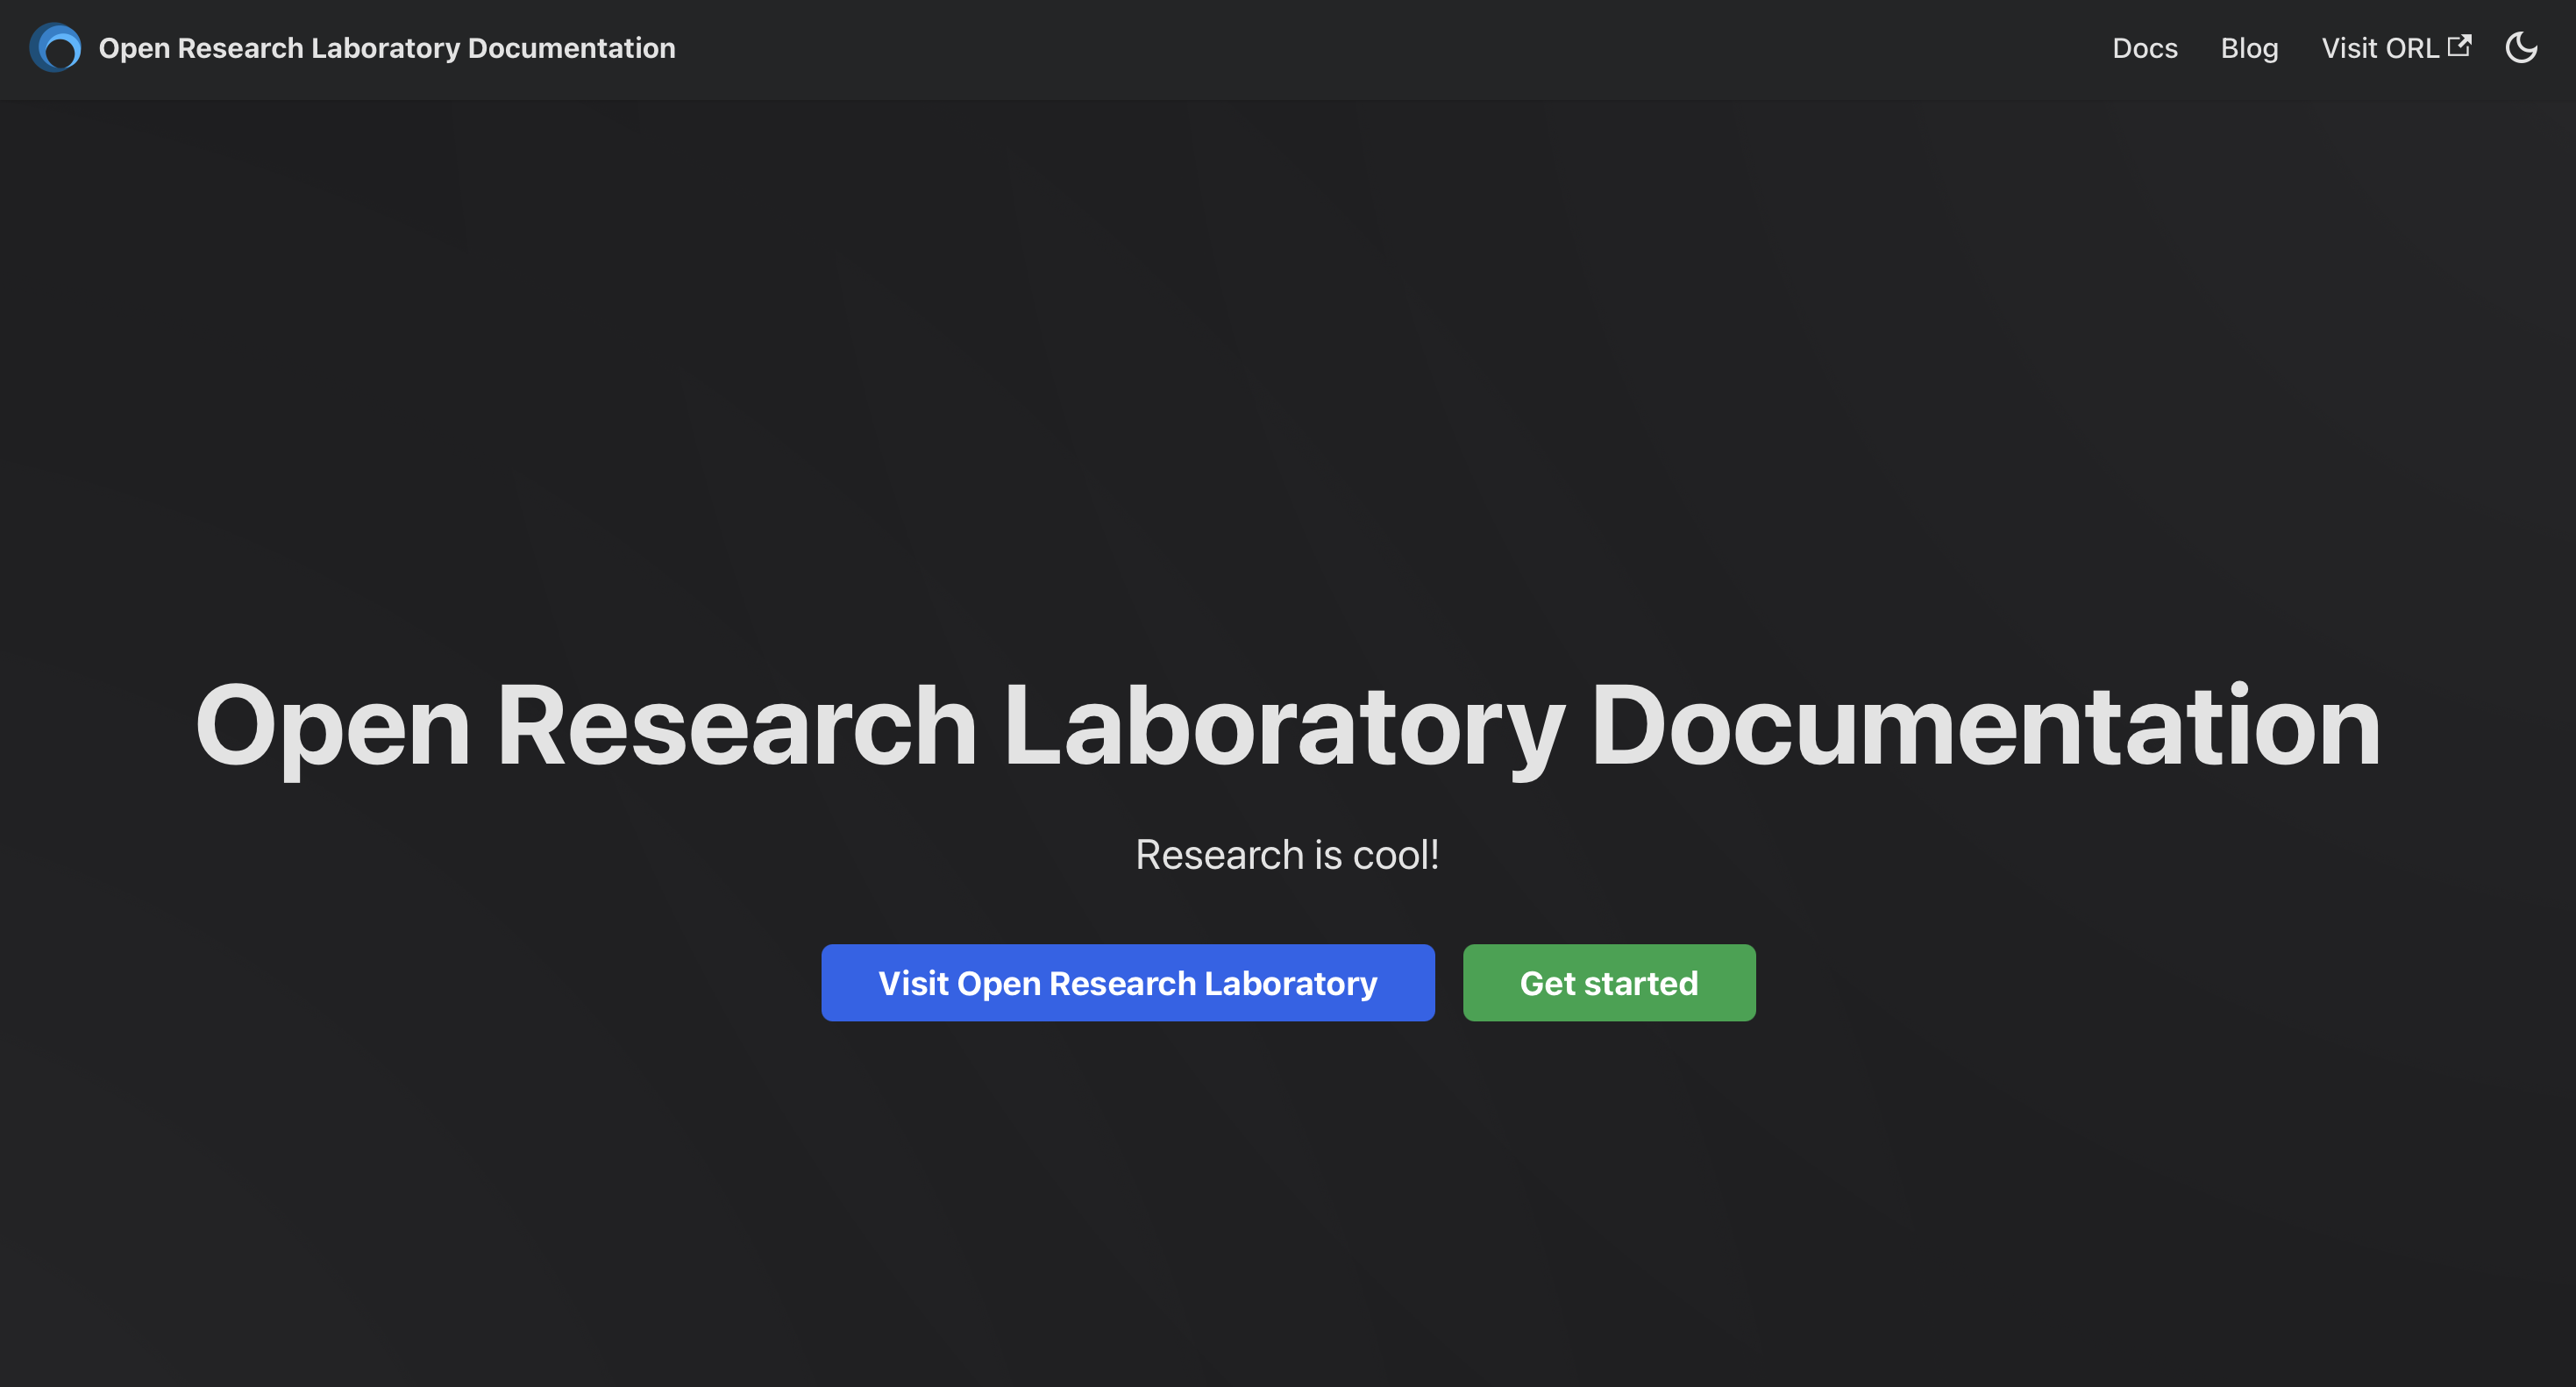 Open Research Laboratory Documentation
Docs Blog Visit ORL
Open Research Laboratory Documentation
Research is cool!
Visit Open Research Laboratory
Get started